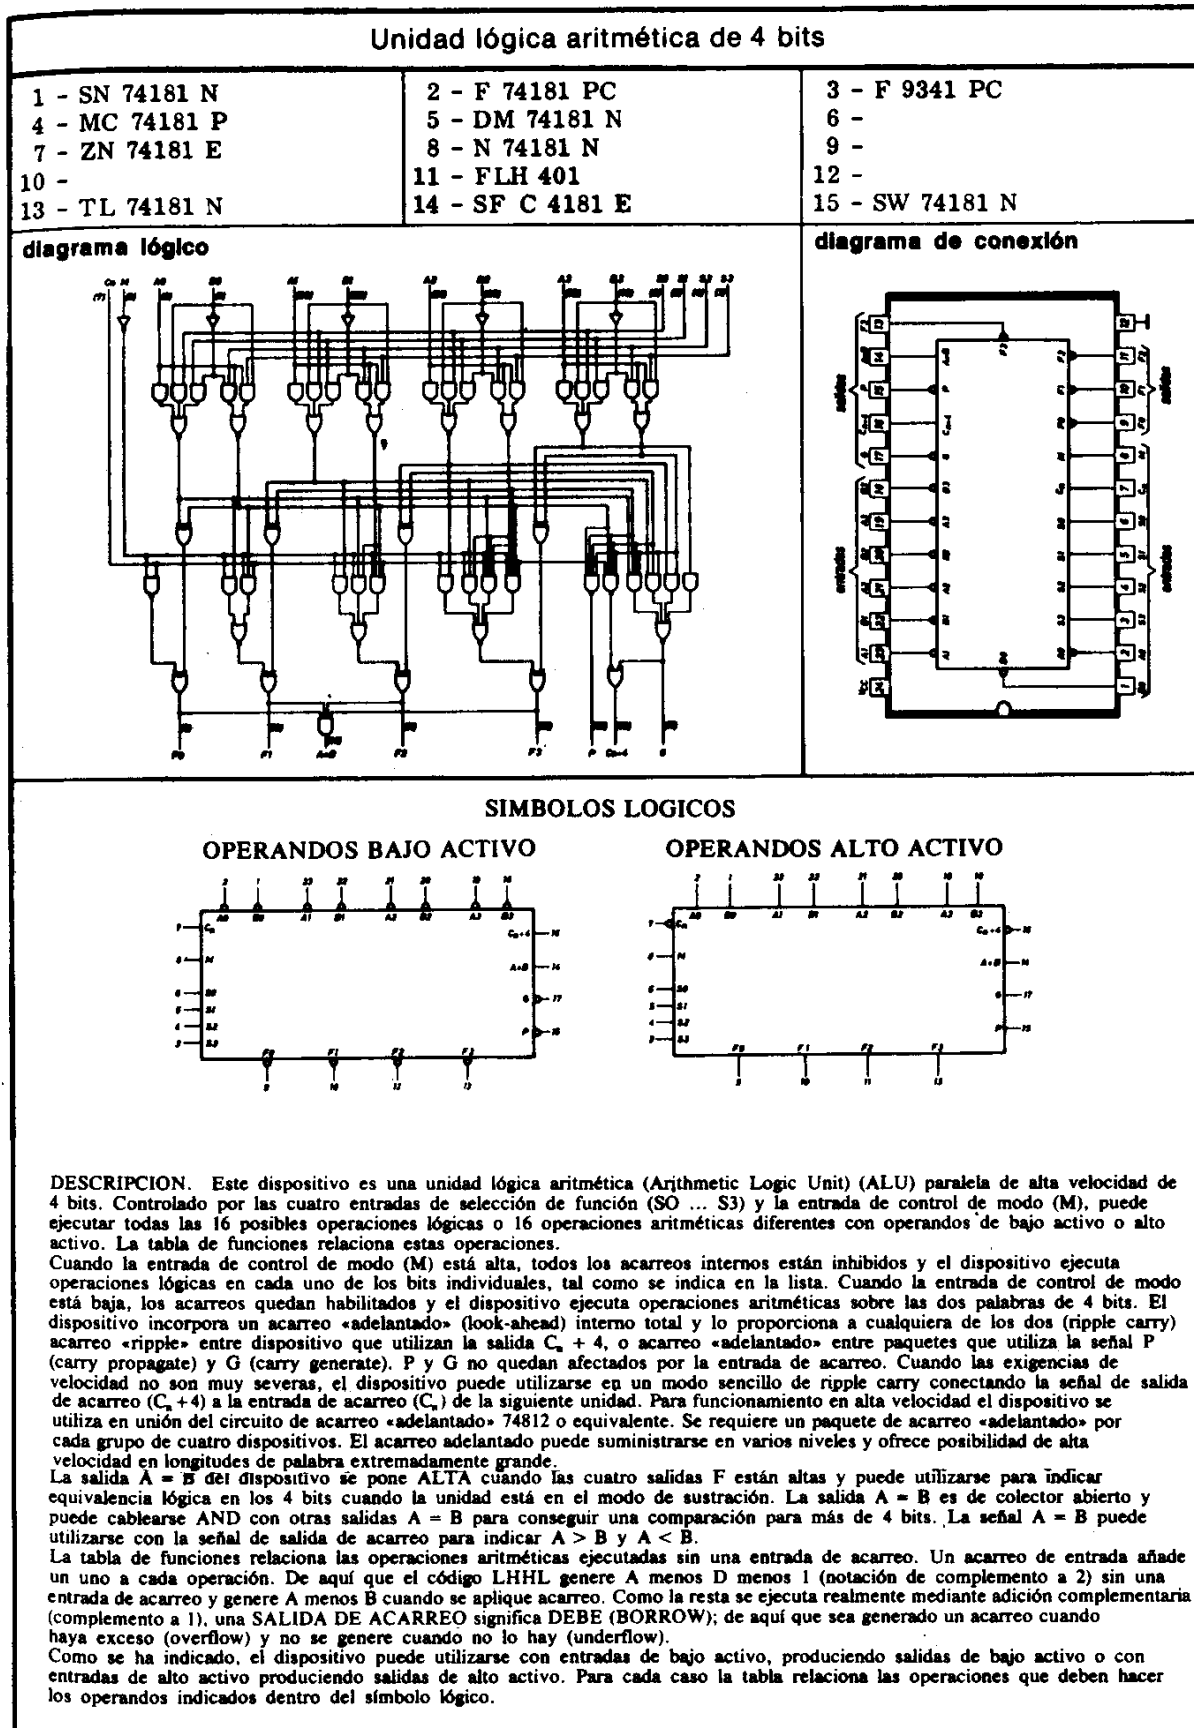 Unidad lógica aritmética de 4 bits
1 - SN 74181 N
2 - F 74181 PC
3 - F 9341 PC
4 - MC 74181 P
5 - DM 74181 N
6 -
7 - ZN 74181 E
8 - N 74181 N
9 -
10 -
11 - FLH 401
12 -
13 - TL 74181 N
14 - SF C 4181 E
15 - SW 74181 N
diagrama lógico
diagrama de conexión
salidas
entradas
salidas
entradas
SIMBOLOS LOGICOS
OPERANDOS BAJO ACTIVO
OPERANDOS ALTO ACTIVO
DESCRIPCION. Este dispositivo es una unidad lógica aritmética (Arithmetic Logic Unit) (ALU) paralela de alta velocidad de
4 bits. Controlado por las cuatro entradas de selección de función (SO ... S3) y la entrada de control de modo (M), puede
ejecutar todas las 16 posibles operaciones lógicas o 16 operaciones aritméticas diferentes con operandos de bajo activo o alto
activo. La tabla de funciones relaciona estas operaciones.
Cuando la entrada de control de modo (M) está alta, todos los acarreos internos están inhibidos y el dispositivo ejecuta
operaciones lógicas en cada uno de los bits individuales, tal como se indica en la lista. Cuando la entrada de control de modo
está baja, los acarreos quedan habilitados y el dispositivo ejecuta operaciones aritméticas sobre las dos palabras de 4 bits. El
dispositivo incorpora un acarreo «adelantado» (look-ahead) interno total y lo proporciona a cualquiera de los dos (ripple carry)
acarreo «ripple» entre dispositivo que utilizan la salida Cn + 4, o acarreo «adelantado» entre paquetes que utiliza la señal P
(carry propagate) y G (carry generate). P y G no quedan afectados por la entrada de acarreo. Cuando las exigencias de
velocidad no son muy severas, el dispositivo puede utilizarse en un modo sencillo de ripple carry conectando la señal de salida
de acarreo (Cn + 4) a la entrada de acarreo (Cn) de la siguiente unidad. Para funcionamiento en alta velocidad el dispositivo se
utiliza en unión del circuito de acarreo «adelantado» 74812 o equivalente. Se requiere un paquete de acarreo «adelantado» por
cada grupo de cuatro dispositivos. El acarreo adelantado puede suministrarse en varios niveles y ofrece posibilidad de alta
velocidad en longitudes de palabra extremadamente grande.
La salida A = B del dispositivo se pone ALTA cuando las cuatro salidas F están altas y puede utilizarse para indicar
equivalencia lógica en los 4 bits cuando la unidad está en el modo de sustración. La salida A = B es de colector abierto y
puede cablearse AND con otras salidas A = B para conseguir una comparación para más de 4 bits. La señal A = B puede
utilizarse con la señal de salida de acarreo para indicar A > B y A < B.
La tabla de funciones relaciona las operaciones aritméticas ejecutadas sin una entrada de acarreo. Un acarreo de entrada añade
un uno a cada operación. De aquí que el código LHHL genere A menos D menos 1 (notación de complemento a 2) sin una
entrada de acarreo y genere A menos B cuando se aplique acarreo. Como la resta se ejecuta realmente mediante adición complementaria
(complemento a 1), una SALIDA DE ACARREO significa DEBE (BORROW); de aquí que sea generado un acarreo cuando
haya exceso (overflow) y no se genere cuando no lo hay (underflow).
Como se ha indicado, el dispositivo puede utilizarse con entradas de bajo activo, produciendo salidas de bajo activo o con
entradas de alto activo produciendo salidas de alto activo. Para cada caso la tabla relaciona las operaciones que deben hacer
los operandos indicados dentro del símbolo lógico.